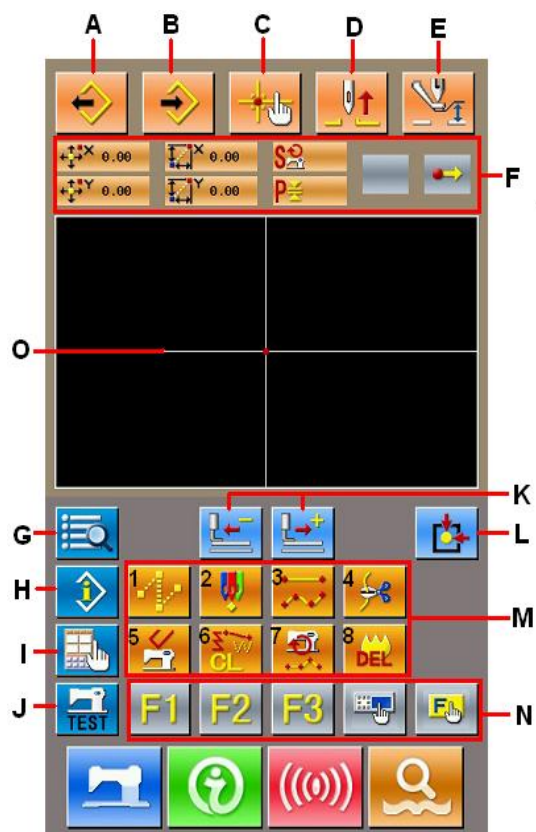 A B C D E
X 0.00 X 0.00 S
Y 0.00 Y 0.00 P
F
O
K
G L
H 1 2 3 4
M
I 5 6 CL 7 8 DEL
J TEST F1 F2 F3 F N
i